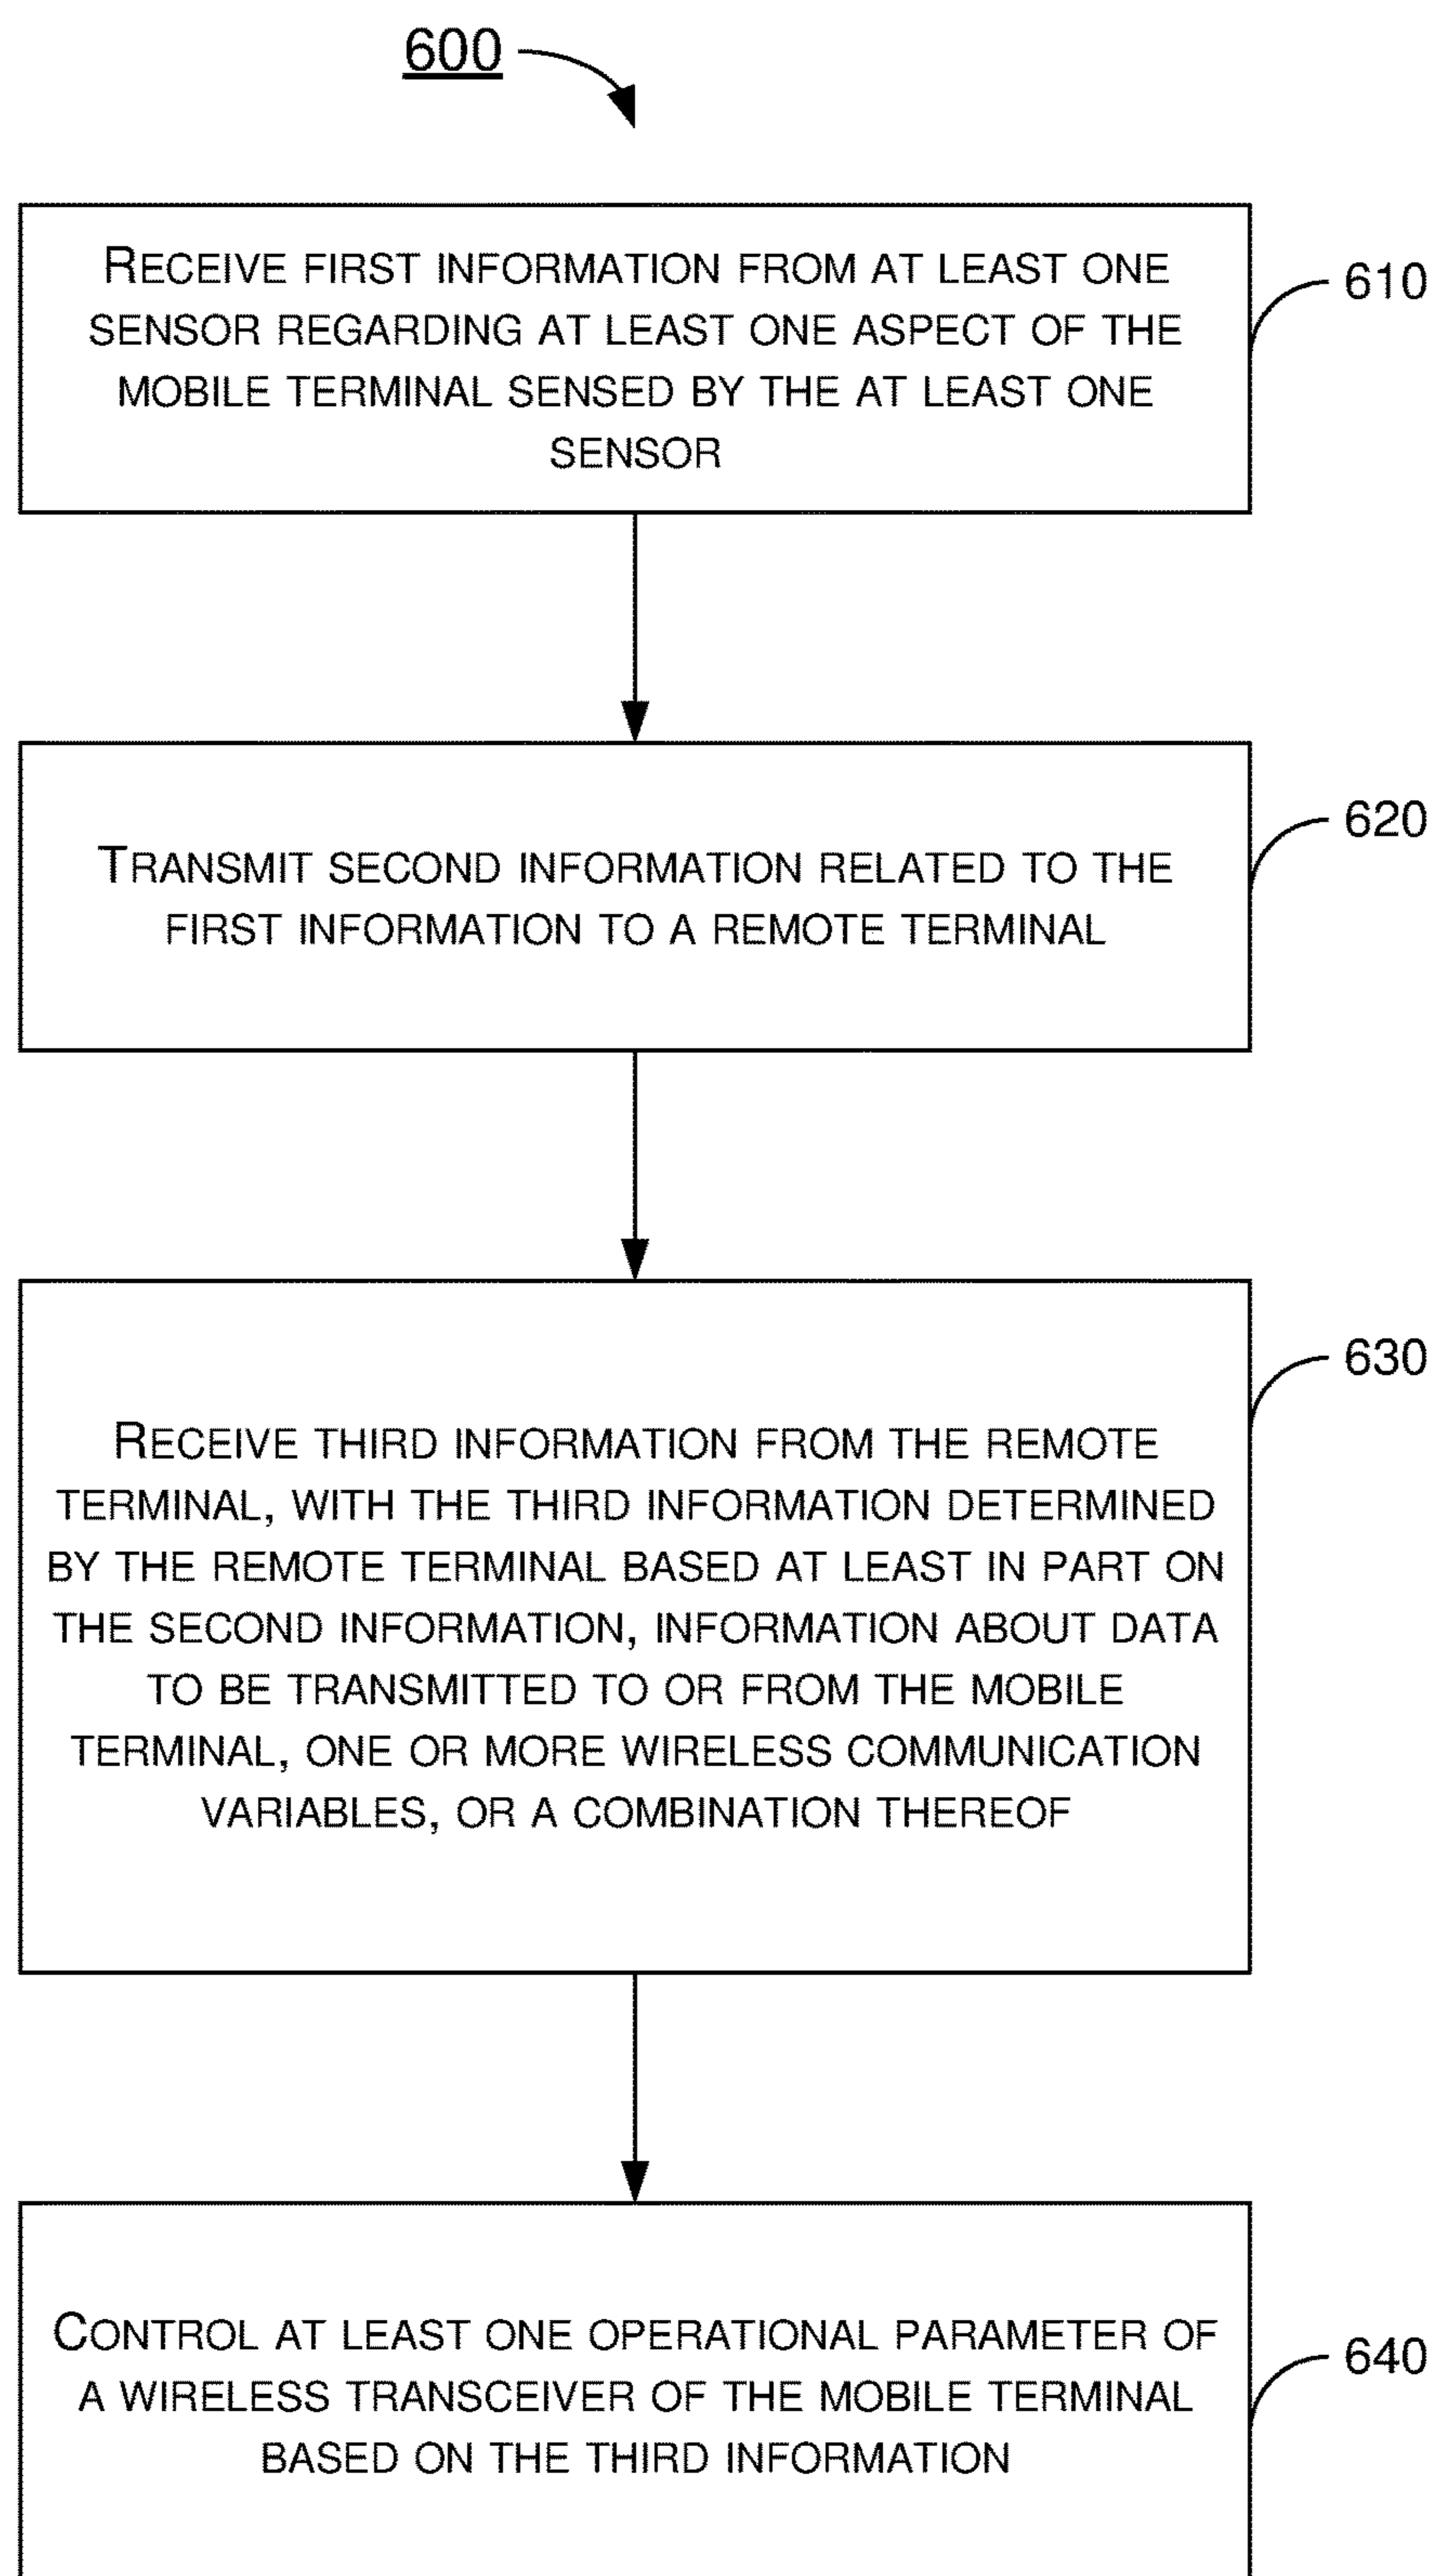 600
RECEIVE FIRST INFORMATION FROM AT LEAST ONE
SENSOR REGARDING AT LEAST ONE ASPECT OF THE
MOBILE TERMINAL SENSED BY THE AT LEAST ONE
SENSOR
610
TRANSMIT SECOND INFORMATION RELATED TO THE
FIRST INFORMATION TO A REMOTE TERMINAL
620
RECEIVE THIRD INFORMATION FROM THE REMOTE
TERMINAL, WITH THE THIRD INFORMATION DETERMINED
BY THE REMOTE TERMINAL BASED AT LEAST IN PART ON
THE SECOND INFORMATION, INFORMATION ABOUT DATA
TO BE TRANSMITTED TO OR FROM THE MOBILE
TERMINAL, ONE OR MORE WIRELESS COMMUNICATION
VARIABLES, OR A COMBINATION THEREOF
630
CONTROL AT LEAST ONE OPERATIONAL PARAMETER OF
A WIRELESS TRANSCEIVER OF THE MOBILE TERMINAL
BASED ON THE THIRD INFORMATION
640